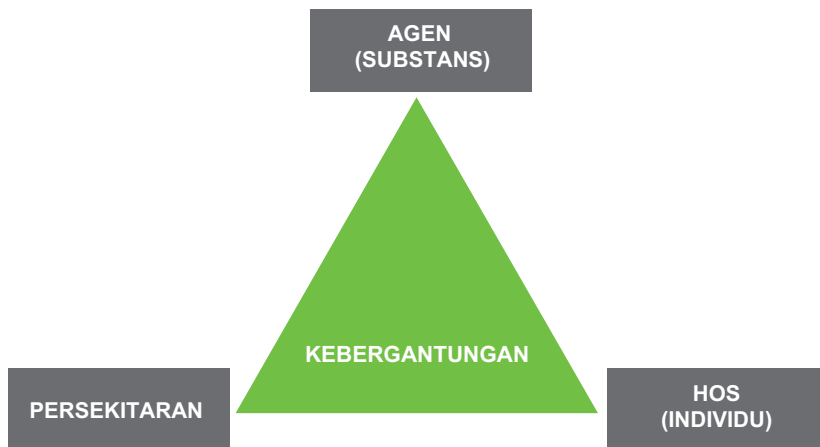 AGEN
(SUBSTANS)
KEBERGANTUNGAN
PERSEKITARAN
HOS
(INDIVIDU)